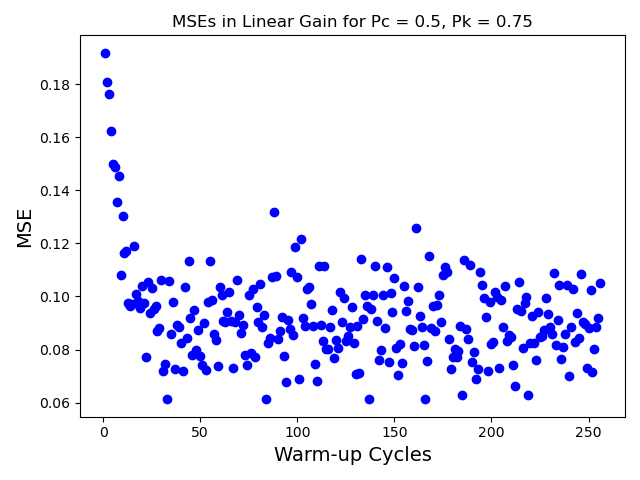 MSEs in Linear Gain for Pc = 0.5, Pk = 0.75
0.18
0.16
0.14
0.12
0.10
0.08
0.06
MSE
0 50 100 150 200 250
Warm-up Cycles